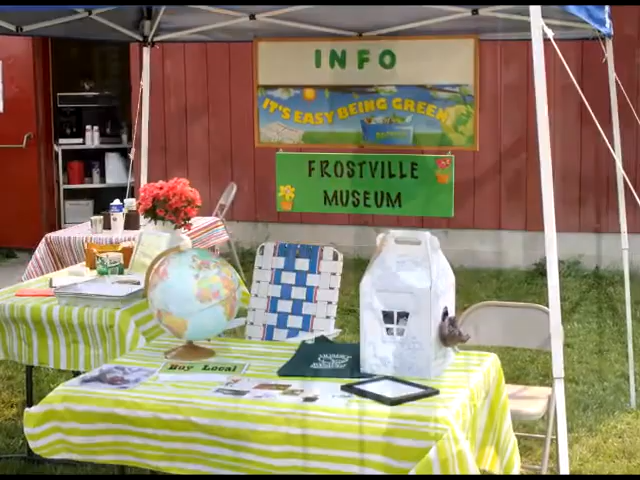 INFO
IT'S EASY BEING GREEN
FROSTVILLE
MUSEUM
Buy Local